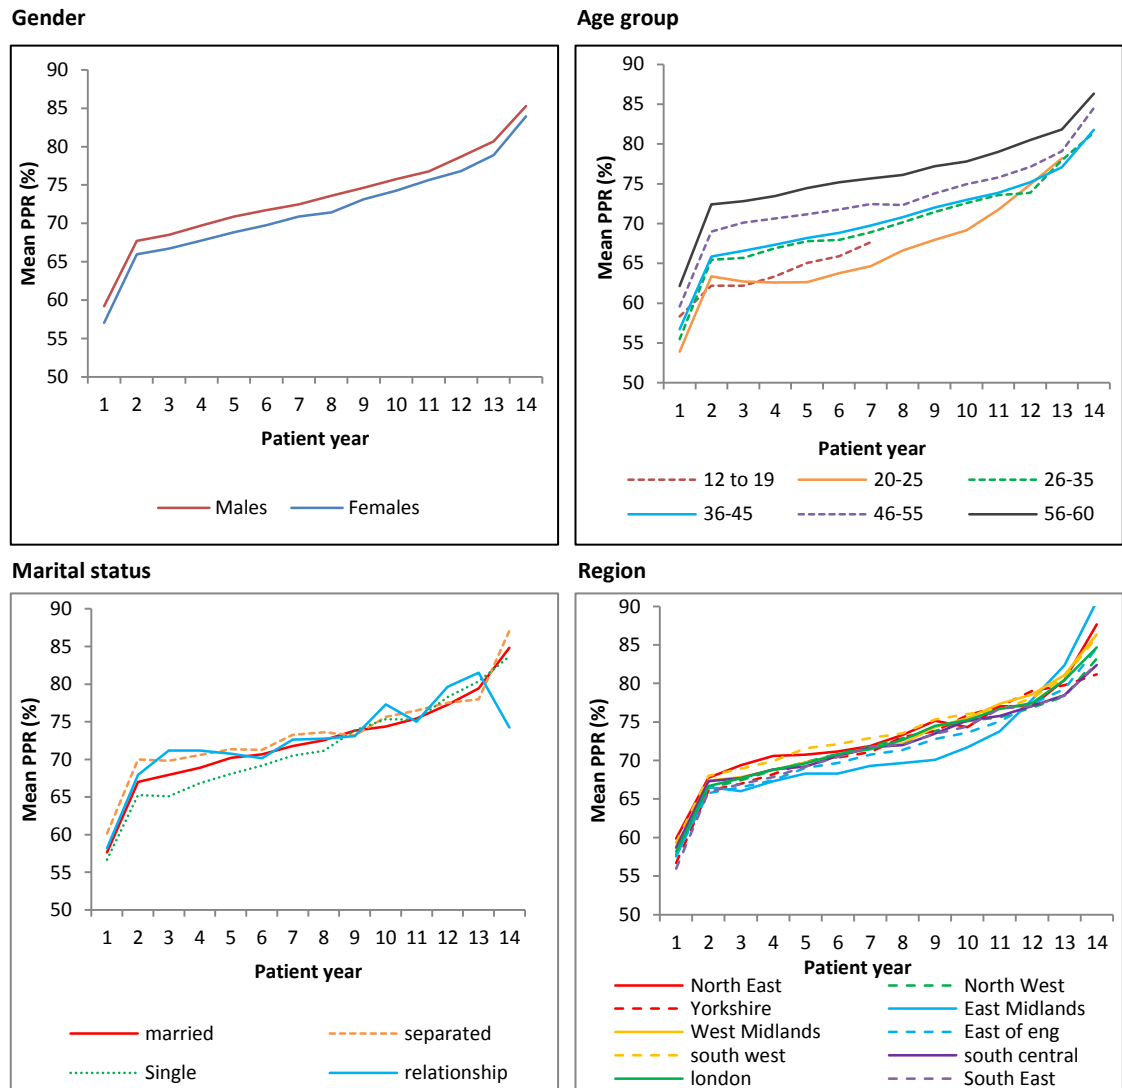 Gender
90
85
80
75
70
65
60
55
50
Mean PPR (%)
1 2 3 4 5 6 7 8 9 10 11 12 13 14
Patient year
Males Females
Age group
90
85
80
75
70
65
60
55
50
Mean PPR (%)
1 2 3 4 5 6 7 8 9 10 11 12 13 14
Patient year
12 to 19 20-25 26-35
36-45 46-55 56-60
Marital status
90
85
80
75
70
65
60
55
50
Mean PPR (%)
1 2 3 4 5 6 7 8 9 10 11 12 13 14
Patient year
married separated
Single relationship
Region
90
85
80
75
70
65
60
55
50
Mean PPR (%)
1 2 3 4 5 6 7 8 9 10 11 12 13 14
Patient year
North East North West
Yorkshire East Midlands
West Midlands East of eng
south west south central
london South East